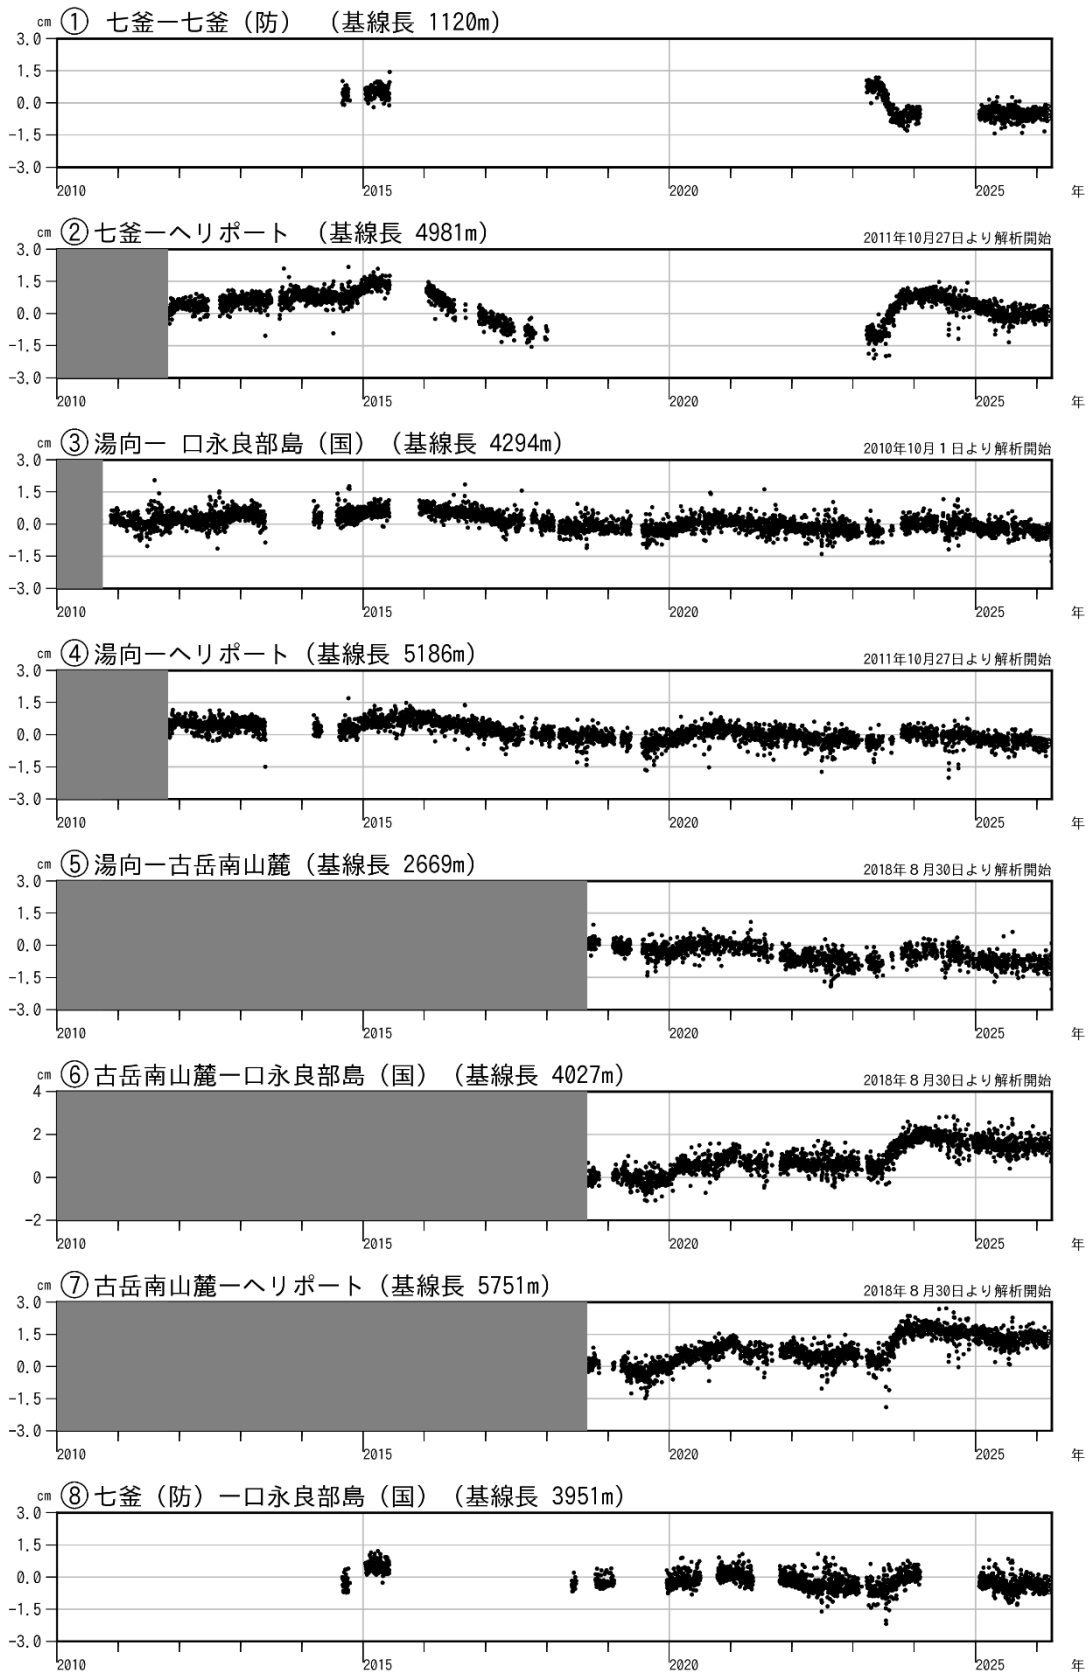 cm ① 七釜ー七釜（防） （基線長 1120m）
3.0
1.5
0.0
-1.5
-3.0
2010 2015 2020 2025 年
cm ② 七釜ーヘリポート （基線長 4981m） 2011年10月27日より解析開始
3.0
1.5
0.0
-1.5
-3.0
2010 2015 2020 2025 年
cm ③ 湯向ー 口永良部島（国）（基線長 4294m） 2010年10月１日より解析開始
3.0
1.5
0.0
-1.5
-3.0
2010 2015 2020 2025 年
cm ④ 湯向ーヘリポート（基線長 5186m） 2011年10月27日より解析開始
3.0
1.5
0.0
-1.5
-3.0
2010 2015 2020 2025 年
cm ⑤ 湯向ー古岳南山麓（基線長 2669m） 2018年８月30日より解析開始
3.0
1.5
0.0
-1.5
-3.0
2010 2015 2020 2025 年
cm ⑥ 古岳南山麓ー口永良部島（国）（基線長 4027m） 2018年８月30日より解析開始
4
2
0
-2
2010 2015 2020 2025 年
cm ⑦ 古岳南山麓ーヘリポート（基線長 5751m） 2018年８月30日より解析開始
3.0
1.5
0.0
-1.5
-3.0
2010 2015 2020 2025 年
cm ⑧ 七釜（防）ー口永良部島（国）（基線長 3951m）
3.0
1.5
0.0
-1.5
-3.0
2010 2015 2020 2025 年